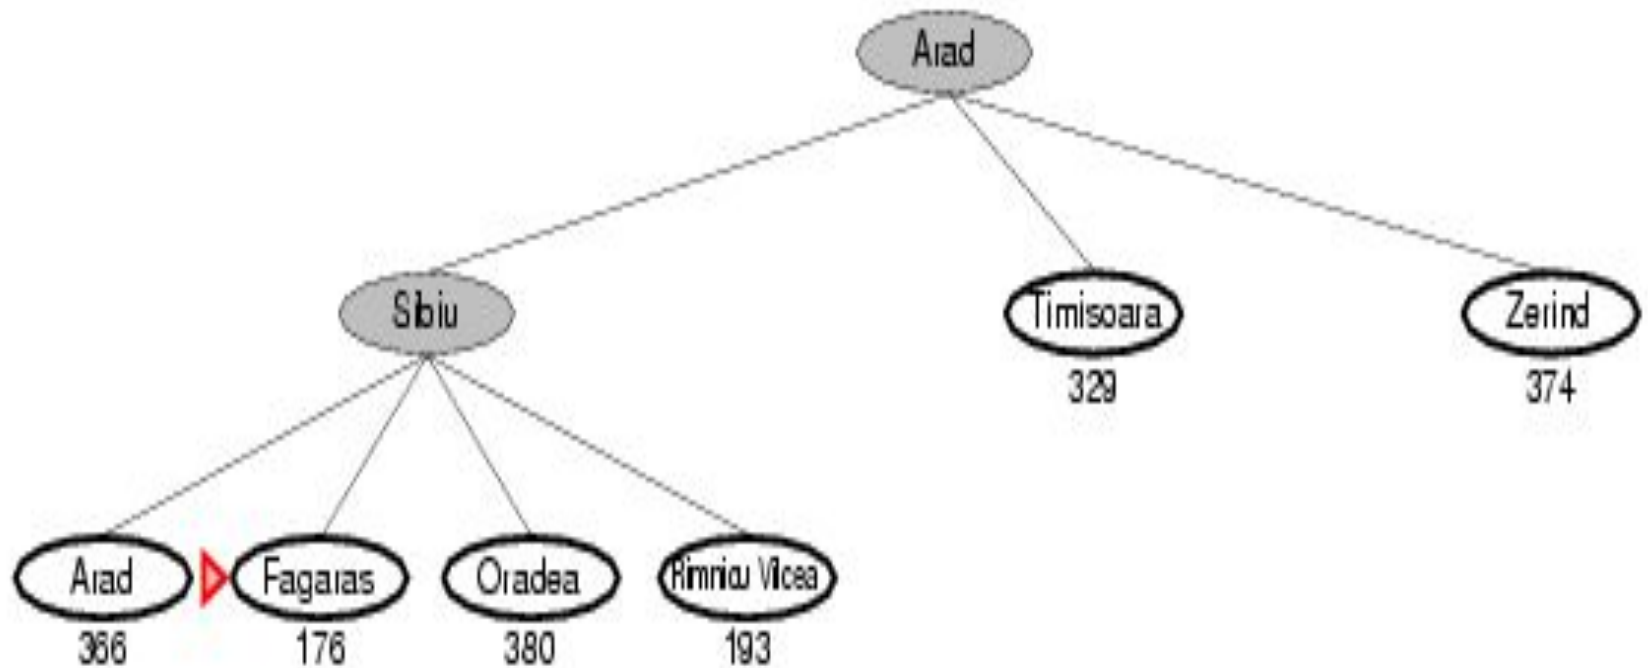 Arad
Sibiu
Timisoara
Zerind
329
374
Arad
Fagaras
Oradea
Rimnicu Vilcea
366
176
380
193